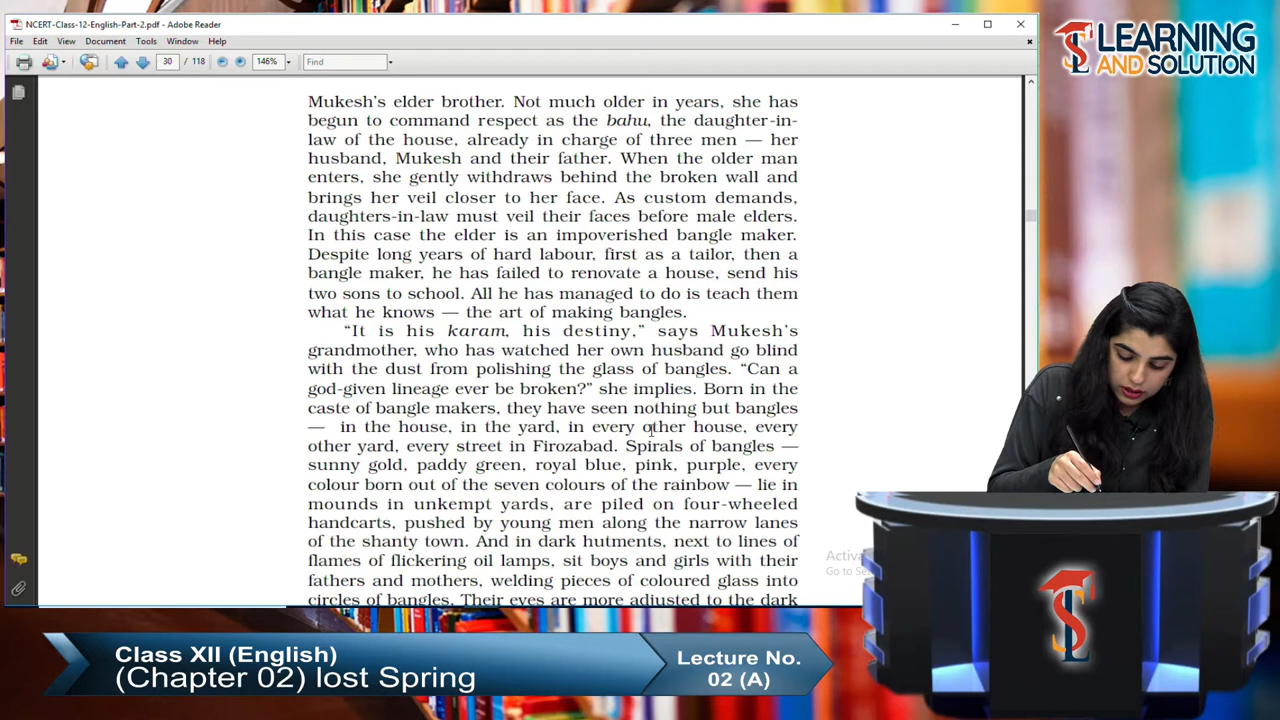 NCERT-Class-12-English-Part-2.pdf - Adobe Reader
File Edit View Document Tools Window Help
30 / 118 146% Find
LEARNING
AND SOLUTION
Mukesh's elder brother. Not much older in years, she has
begun to command respect as the bahu, the daughter-in-
law of the house, already in charge of three men — her
husband, Mukesh and their father. When the older man
enters, she gently withdraws behind the broken wall and
brings her veil closer to her face. As custom demands,
daughters-in-law must veil their faces before male elders.
In this case the elder is an impoverished bangle maker.
Despite long years of hard labour, first as a tailor, then a
bangle maker, he has failed to renovate a house, send his
two sons to school. All he has managed to do is teach them
what he knows — the art of making bangles.
“It is his karam, his destiny,” says Mukesh's
grandmother, who has watched her own husband go blind
with the dust from polishing the glass of bangles. “Can a
god-given lineage ever be broken?” she implies. Born in the
caste of bangle makers, they have seen nothing but bangles
— in the house, in the yard, in every other house, every
other yard, every street in Firozabad. Spirals of bangles —
sunny gold, paddy green, royal blue, pink, purple, every
colour born out of the seven colours of the rainbow — lie in
mounds in unkempt yards, are piled on four-wheeled
handcarts, pushed by young men along the narrow lanes
of the shanty town. And in dark hutments, next to lines of
flames of flickering oil lamps, sit boys and girls with their
fathers and mothers, welding pieces of coloured glass into
circles of bangles. Their eyes are more adjusted to the dark
Class XII (English)
(Chapter 02) lost Spring
Lecture No.
02 (A)